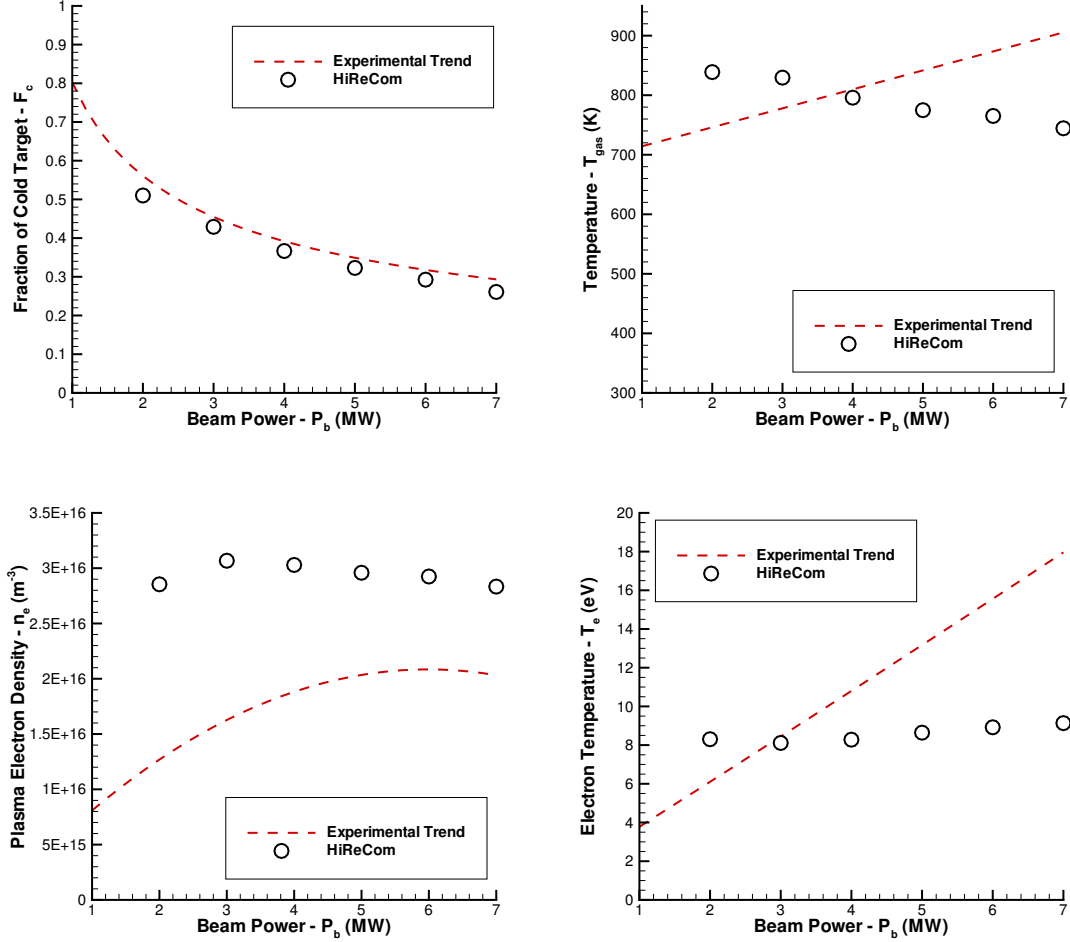 1
0.9
0.8
0.7
0.6
0.5
0.4
0.3
0.2
0.1
0
Fraction of Cold Target - F_c
1 2 3 4 5 6 7
Beam Power - P_b (MW)
Experimental Trend
HiReCom
900
800
700
600
500
400
300
Temperature - T_gas (K)
1 2 3 4 5 6 7
Beam Power - P_b (MW)
Experimental Trend
HiReCom
3.5E+16
3E+16
2.5E+16
2E+16
1.5E+16
1E+16
5E+15
0
Plasma Electron Density - n_e (m⁻³)
1 2 3 4 5 6 7
Beam Power - P_b (MW)
Experimental Trend
HiReCom
20
18
16
14
12
10
8
6
4
2
0
Electron Temperature - T_e (eV)
1 2 3 4 5 6 7
Beam Power - P_b (MW)
Experimental Trend
HiReCom